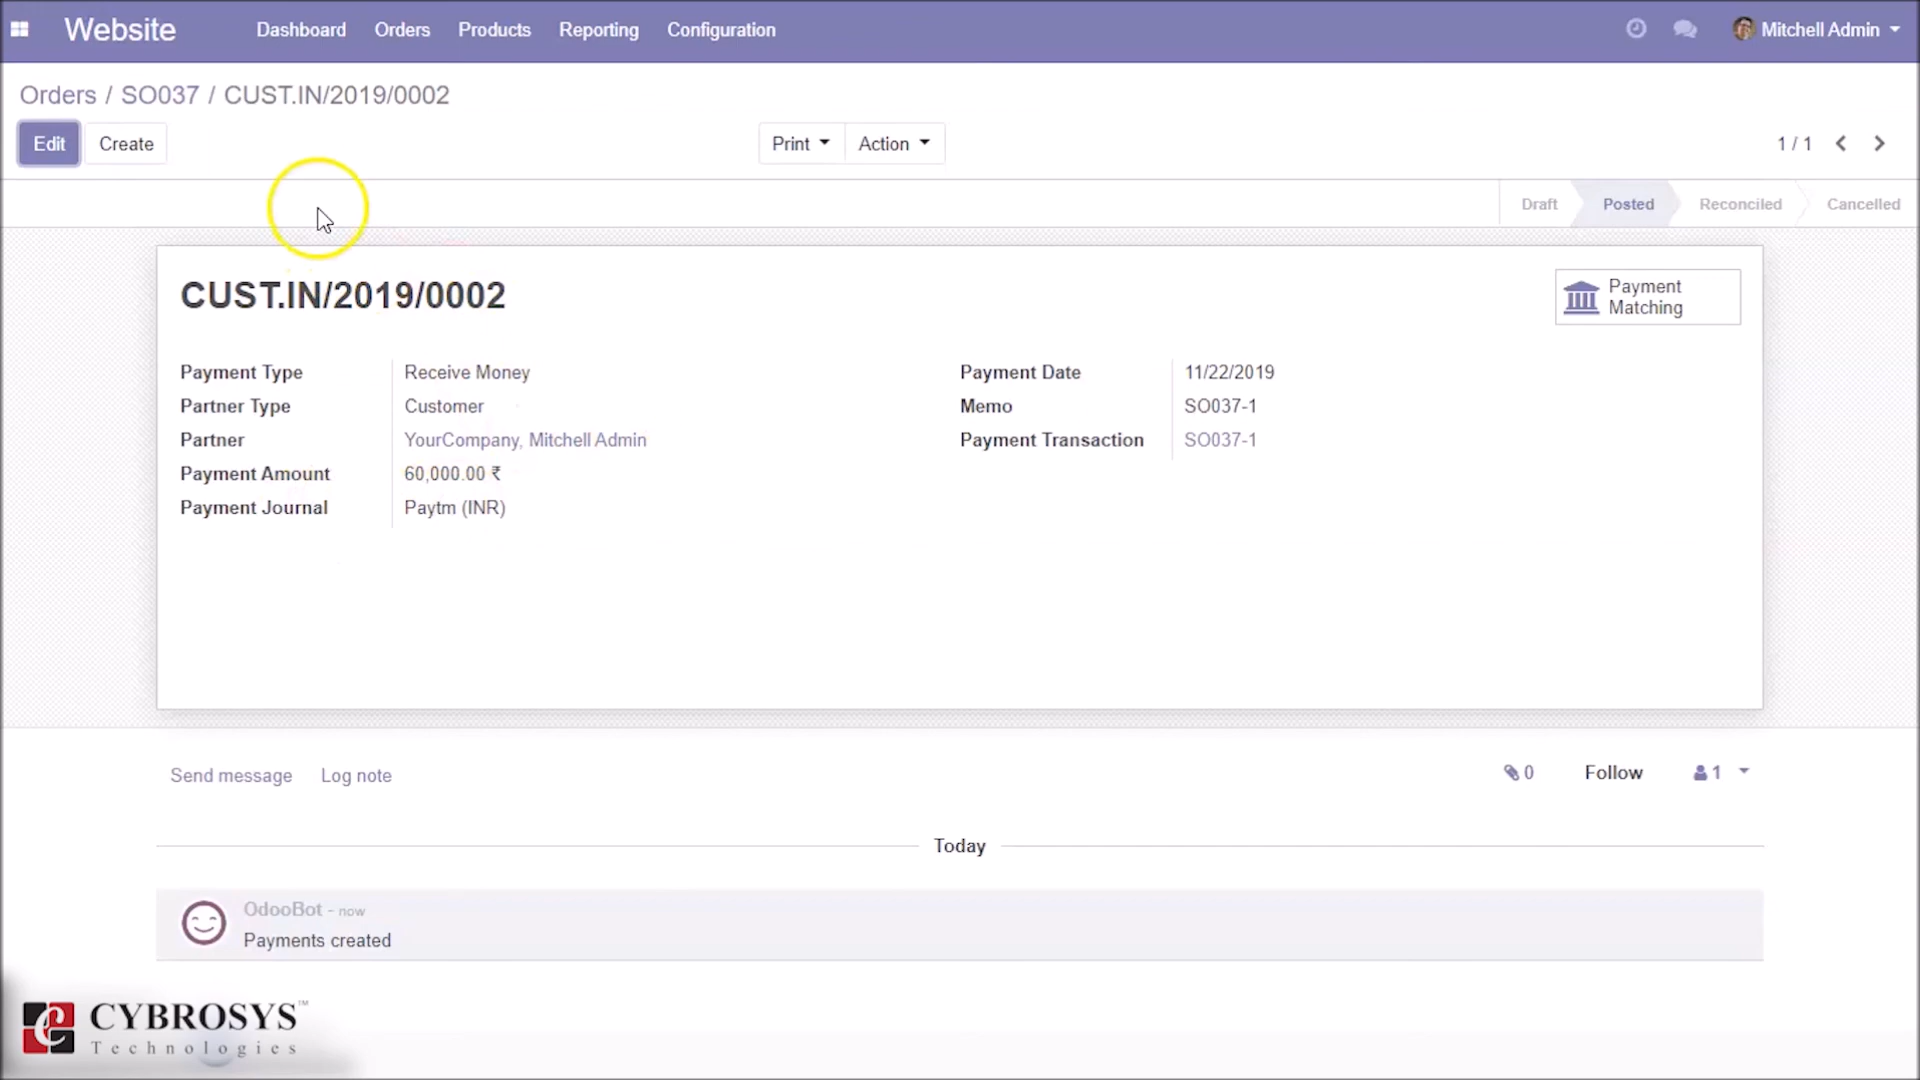 Website Dashboard Orders Products Reporting Configuration Mitchell Admin
Orders / SO037 / CUST.IN/2019/0002
Edit Create Print Action 1 / 1
Draft Posted Reconciled Cancelled
CUST.IN/2019/0002
Payment
Matching
Payment Type Receive Money Payment Date 11/22/2019
Partner Type Customer Memo SO037-1
Partner YourCompany, Mitchell Admin Payment Transaction SO037-1
Payment Amount 60,000.00 ₹
Payment Journal Paytm (INR)
Send message Log note 0 Follow 1
Today
OdooBot - now
Payments created
CYBROSYS™
Technologies